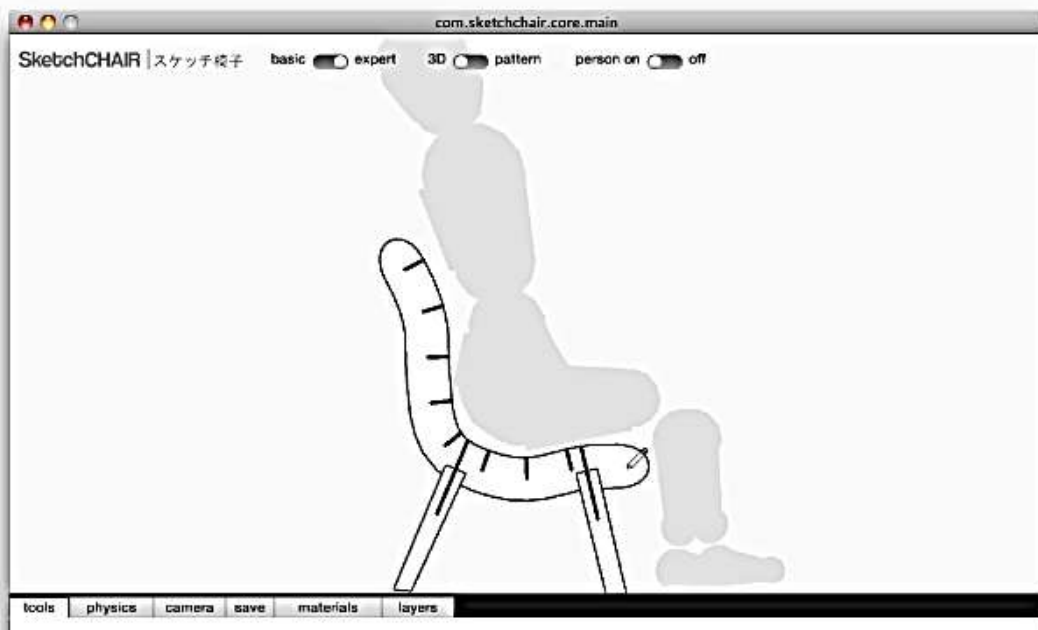 com.sketchchair.core.main
SketchCHAIR | スケッチ椅子 basic expert 3D pattern person on off
tools physics camera save materials layers